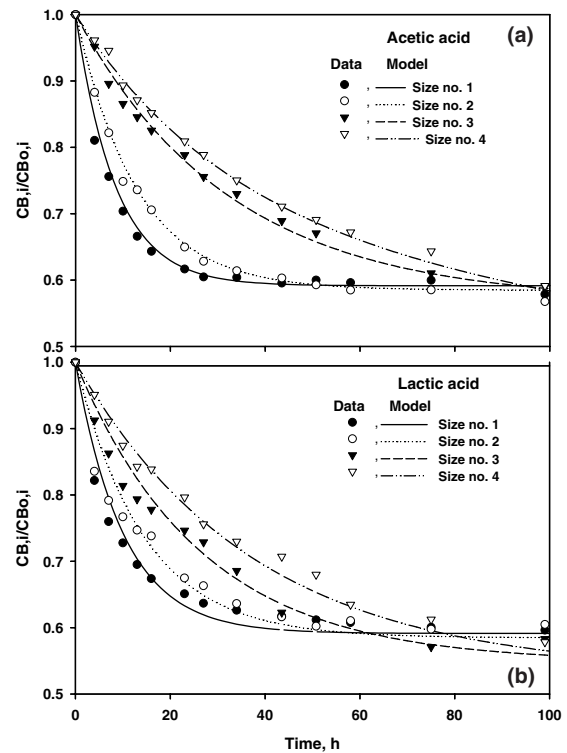 (a)
Acetic acid
Data Model
, Size no. 1
, Size no. 2
, Size no. 3
, Size no. 4
CB,i/CBo,i
1.0
0.9
0.8
0.7
0.6
0.5
Lactic acid
Data Model
, Size no. 1
, Size no. 2
, Size no. 3
, Size no. 4
CB,i/CBo,i
1.0
0.9
0.8
0.7
0.6
0.5
(b)
0 20 40 60 80 100
Time, h